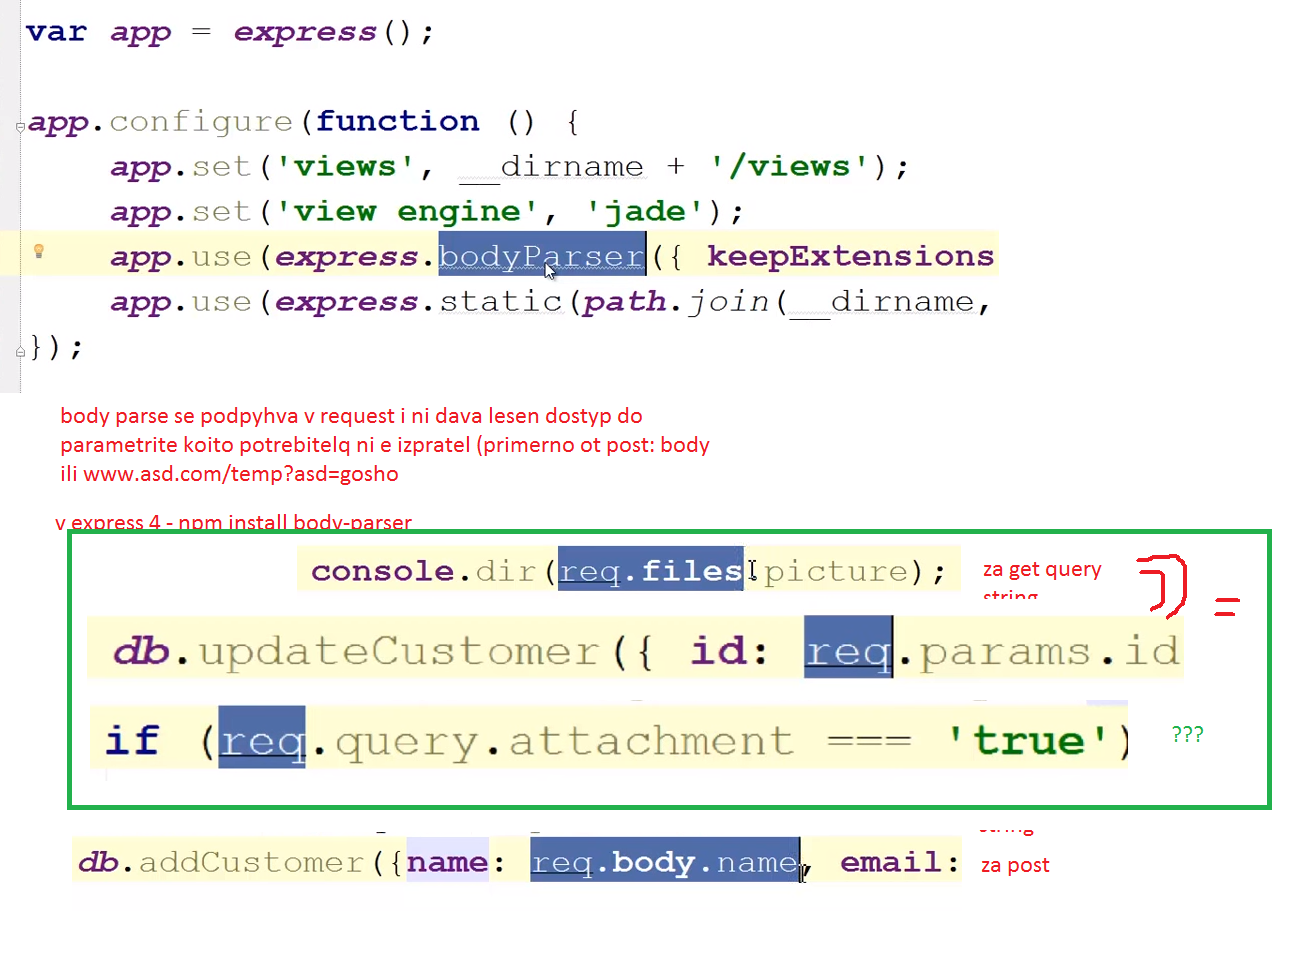 var app = express();
app.configure(function () {
app.set('views', __dirname + '/views');
app.set('view engine', 'jade');
app.use(express.bodyParser({ keepExtensions
app.use(express.static(path.join(__dirname,
});
body parse se podpyhva v request i ni dava lesen dostyp do
parametrite koito potrebitelq ni e izpratel (primerno ot post: body
ili www.asd.com/temp?asd=gosho
v express 4 - npm install body-parser
console.dir(req.files.picture); za get query
string
db.updateCustomer({ id: req.params.id
if (req.query.attachment === 'true') ???
string
db.addCustomer({name: req.body.name, email: za post